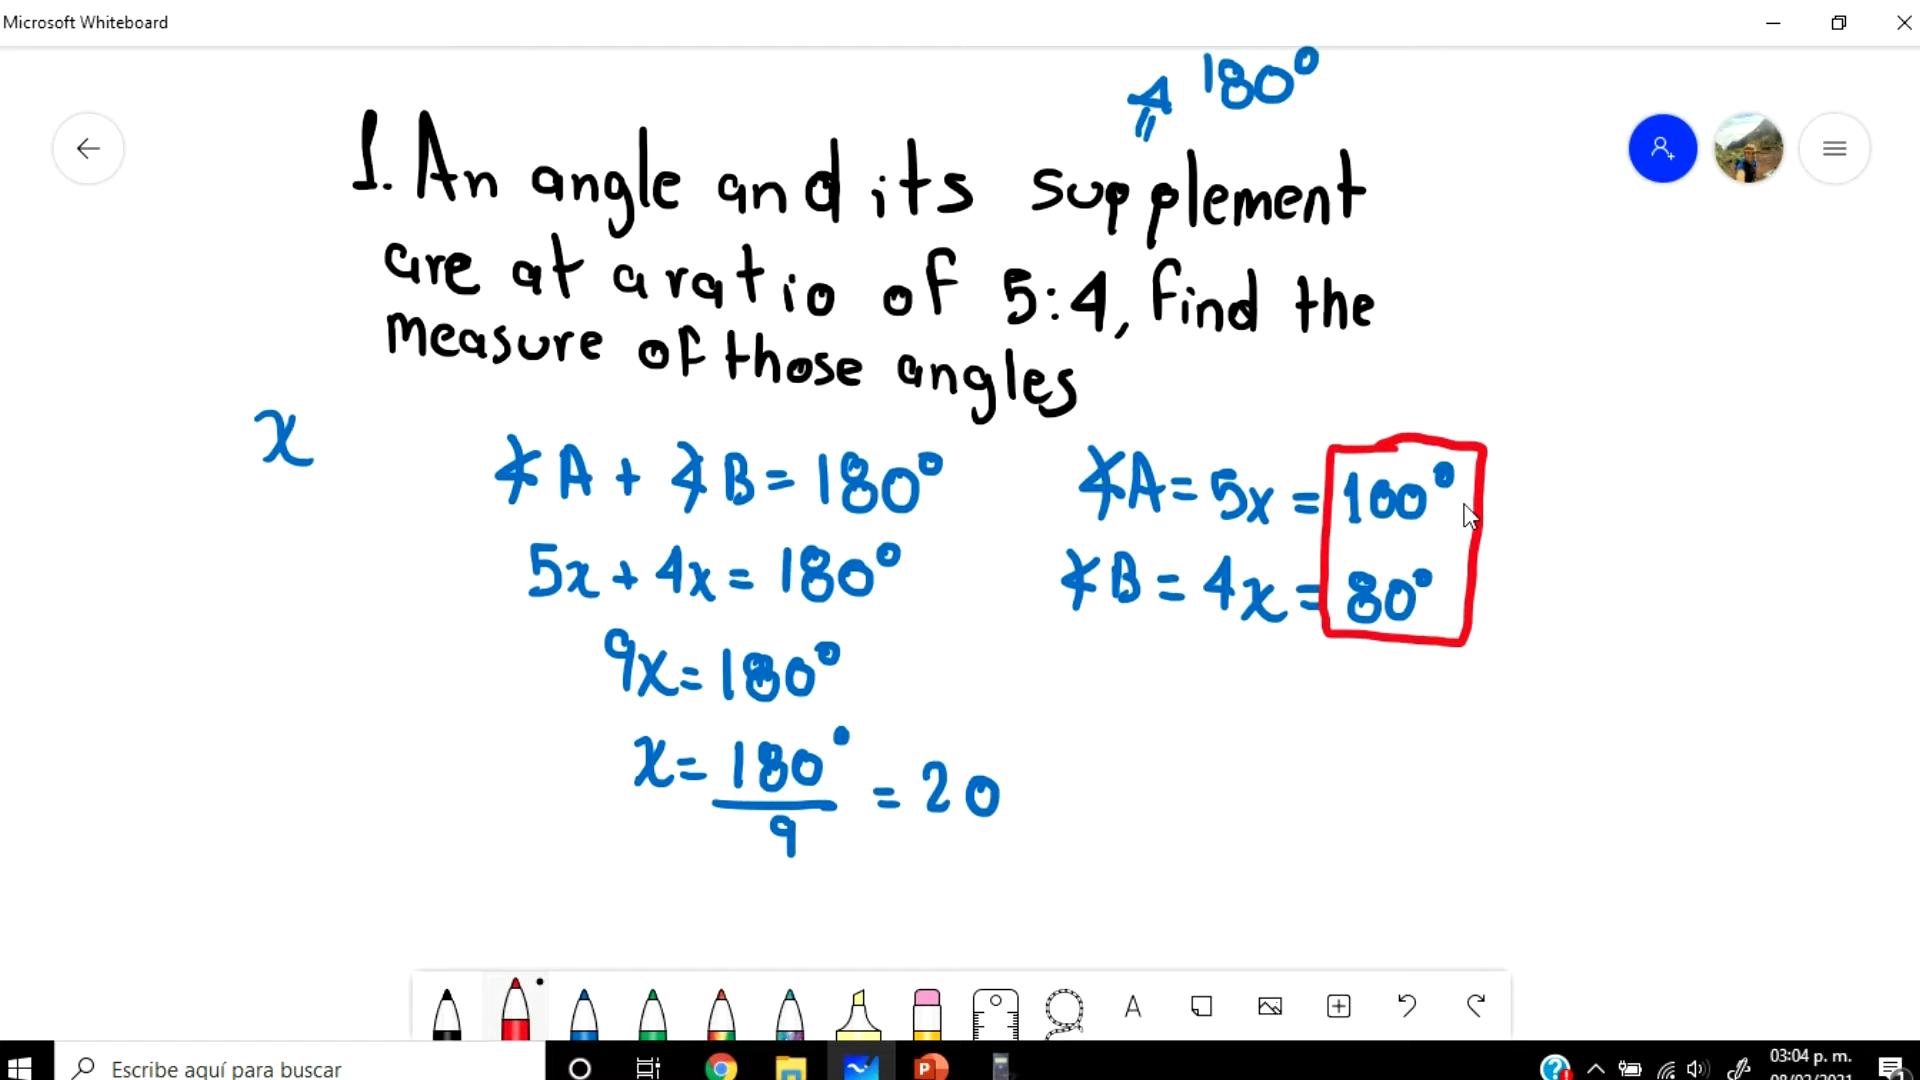 Microsoft Whiteboard
180°
1. An angle and its supplement
are at a ratio of 5:4, find the
measure of those angles
x
∢A + ∢B = 180°
5x + 4x = 180°
9x = 180°
x = 180° / 9 = 20
∢A = 5x = 100°
∢B = 4x = 80°
A
Escribe aquí para buscar
03:04 p. m.